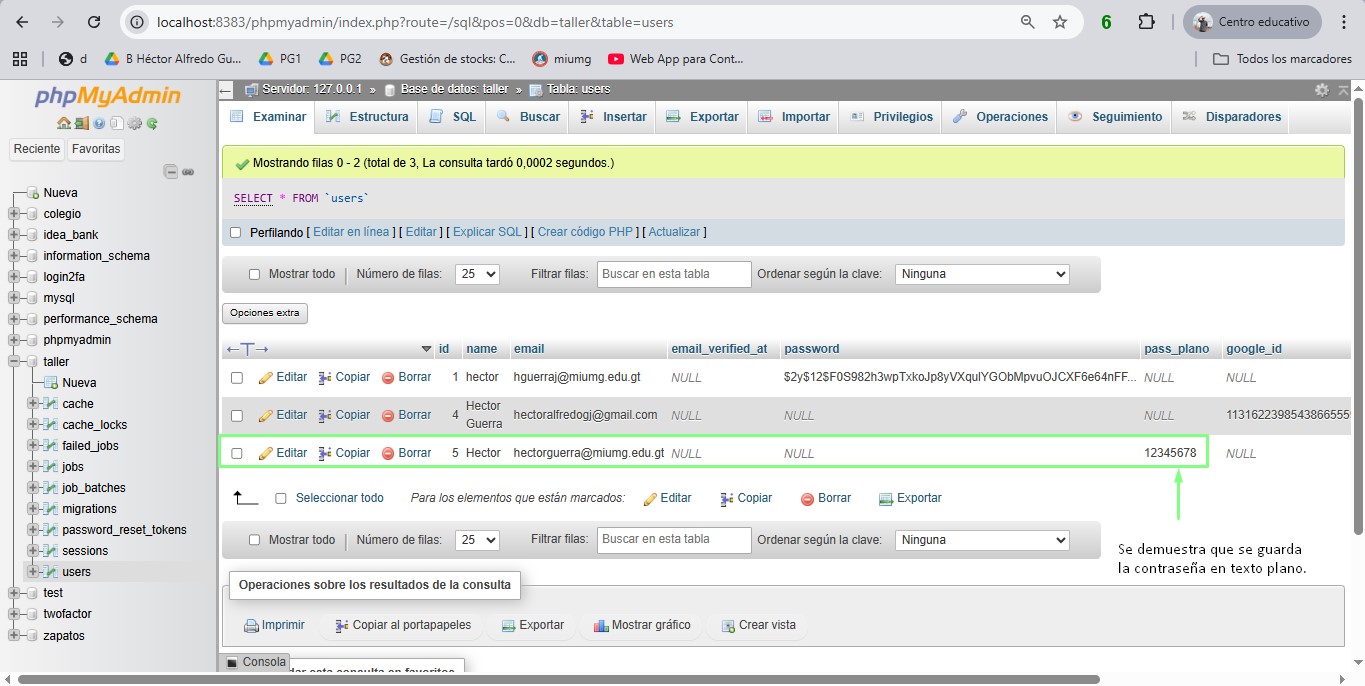 localhost:8383/phpmyadmin/index.php?route=/sql&pos=0&db=taller&table=users
6
Centro educativo
d
B Héctor Alfredo Gu...
PG1
PG2
Gestión de stocks: C...
miumg
Web App para Cont...
Todos los marcadores
phpMyAdmin
Reciente Favoritas
Nueva
colegio
idea_bank
information_schema
login2fa
mysql
performance_schema
phpmyadmin
taller
Nueva
cache
cache_locks
failed_jobs
jobs
job_batches
migrations
password_reset_tokens
sessions
users
test
twofactor
zapatos
Servidor: 127.0.0.1 » Base de datos: taller » Tabla: users
Examinar Estructura SQL Buscar Insertar Exportar Importar Privilegios Operaciones Seguimiento Disparadores
Mostrando filas 0 - 2 (total de 3, La consulta tardó 0,0002 segundos.)
SELECT * FROM `users`
Perfilando [ Editar en línea ] [ Editar ] [ Explicar SQL ] [ Crear código PHP ] [ Actualizar ]
Mostrar todo | Número de filas: 25 Filtrar filas: Buscar en esta tabla Ordenar según la clave: Ninguna
Opciones extra
←T→ id name email email_verified_at password pass_plano google_id
Editar Copiar Borrar 1 hector hguerraj@miumg.edu.gt NULL $2y$12$F0S982h3wpTxkoJp8yVXqulYGObMpvuOJCXF6e64nFF... NULL NULL
Editar Copiar Borrar 4 Hector Guerra hectoralfredogj@gmail.com NULL NULL NULL 1131622398543866555
Editar Copiar Borrar 5 Hector hectorguerra@miumg.edu.gt NULL NULL 12345678 NULL
Seleccionar todo Para los elementos que están marcados: Editar Copiar Borrar Exportar
Mostrar todo | Número de filas: 25 Filtrar filas: Buscar en esta tabla Ordenar según la clave: Ninguna
Se demuestra que se guarda
la contraseña en texto plano.
Operaciones sobre los resultados de la consulta
Imprimir Copiar al portapapeles Exportar Mostrar gráfico Crear vista
Consola
esta consulta en favoritos